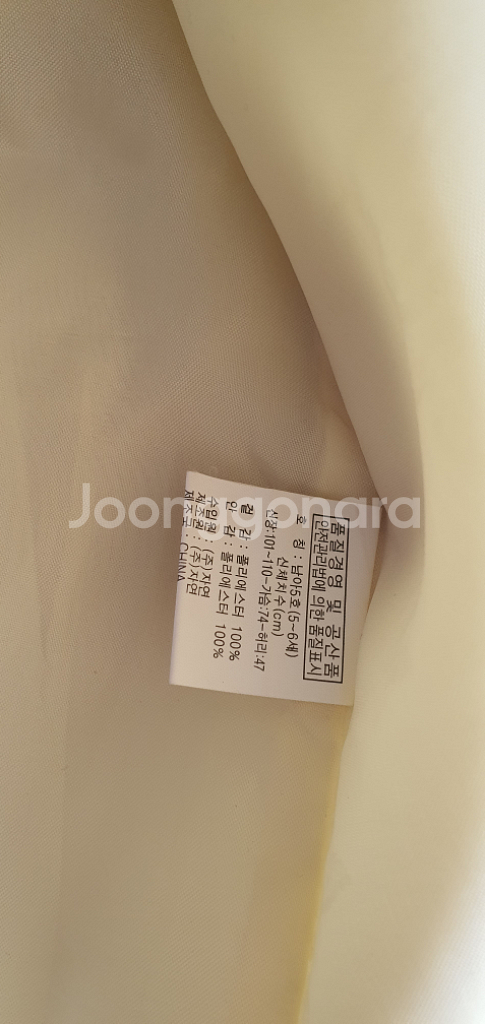 품질경영 및 공산품
안전관리법에 의한 품질표시
호 칭 : 남아5호(5~6세)
신체치수(cm)
신장:101~110-가슴:74-허리:47
겉 감 : 폴리에스터 100%
안 감 : 폴리에스터 100%
수입원 : (주)지연
제조원 : (주)지연
제조국 : CHINA
Joonggonara